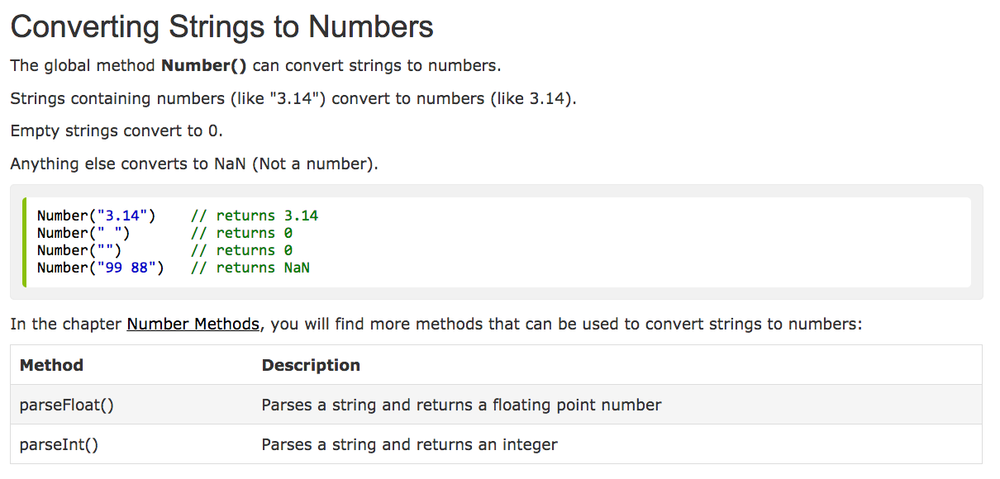 Converting Strings to Numbers
The global method Number() can convert strings to numbers.
Strings containing numbers (like "3.14") convert to numbers (like 3.14).
Empty strings convert to 0.
Anything else converts to NaN (Not a number).
Number("3.14")    // returns 3.14
Number(" ")       // returns 0
Number("")        // returns 0
Number("99 88")   // returns NaN
In the chapter Number Methods, you will find more methods that can be used to convert strings to numbers:
Method Description
parseFloat() Parses a string and returns a floating point number
parseInt() Parses a string and returns an integer